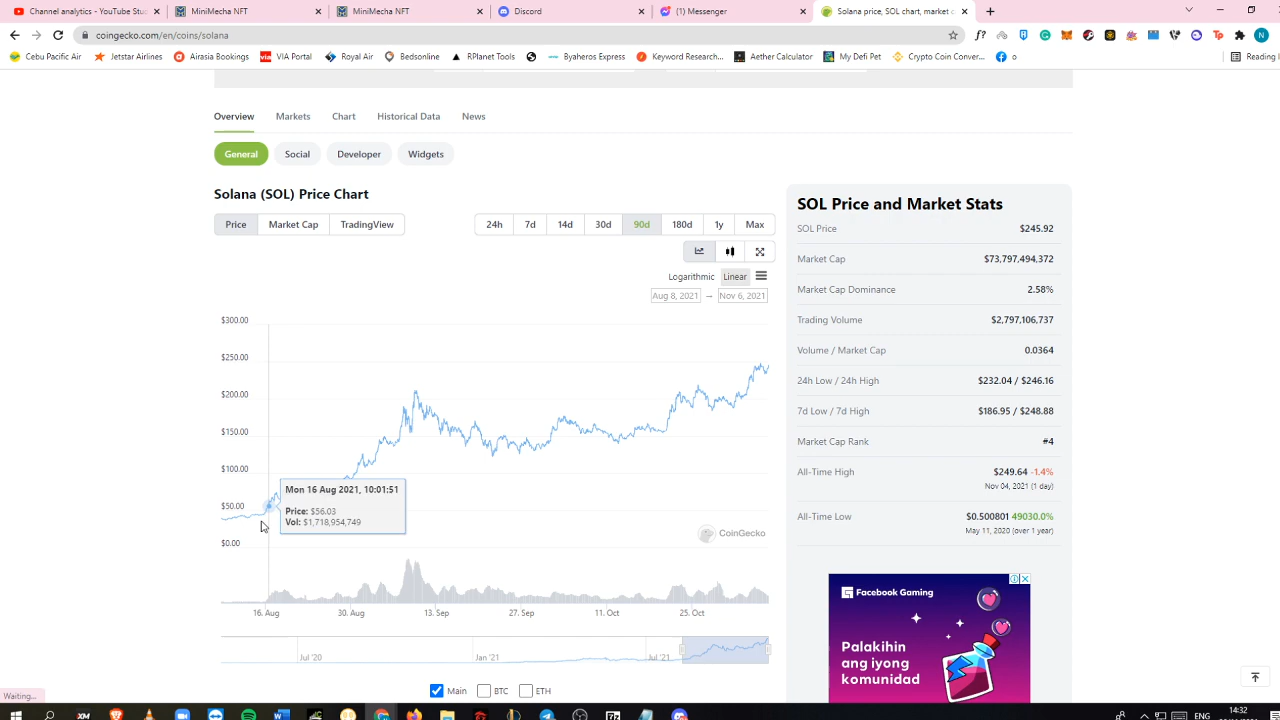 Channel analytics - YouTube Stu
MiniMecha NFT
MiniMecha NFT
Discord
(1) Messenger
Solana price, SOL chart, market c
coingecko.com/en/coins/solana
Cebu Pacific Air
Jetstar Airlines
Airasia Bookings
VIA Portal
Royal Air
Bedsonline
RPlanet Tools
Byaheros Express
Keyword Research...
Aether Calculator
My Defi Pet
Crypto Coin Conver...
o
Reading l
Overview
Markets
Chart
Historical Data
News
General
Social
Developer
Widgets
Solana (SOL) Price Chart
Price
Market Cap
TradingView
24h
7d
14d
30d
90d
180d
1y
Max
Logarithmic
Linear
Aug 8, 2021 → Nov 6, 2021
$300.00
$250.00
$200.00
$150.00
$100.00
$50.00
$0.00
Mon 16 Aug 2021, 10:01:51
Price: $56.03
Vol: $1,718,954,749
CoinGecko
16. Aug
30. Aug
13. Sep
27. Sep
11. Oct
25. Oct
Jul '20
Jan '21
Jul '21
Main
BTC
ETH
SOL Price and Market Stats
SOL Price $245.92
Market Cap $73,797,494,372
Market Cap Dominance 2.58%
Trading Volume $2,797,106,737
Volume / Market Cap 0.0364
24h Low / 24h High $232.04 / $246.16
7d Low / 7d High $186.95 / $248.88
Market Cap Rank #4
All-Time High $249.64 -1.4%
Nov 04, 2021 (1 day)
All-Time Low $0.500801 49030.0%
May 11, 2020 (over 1 year)
Facebook Gaming
Palakihin
ang iyong
komunidad
Waiting...
ENG
14:32